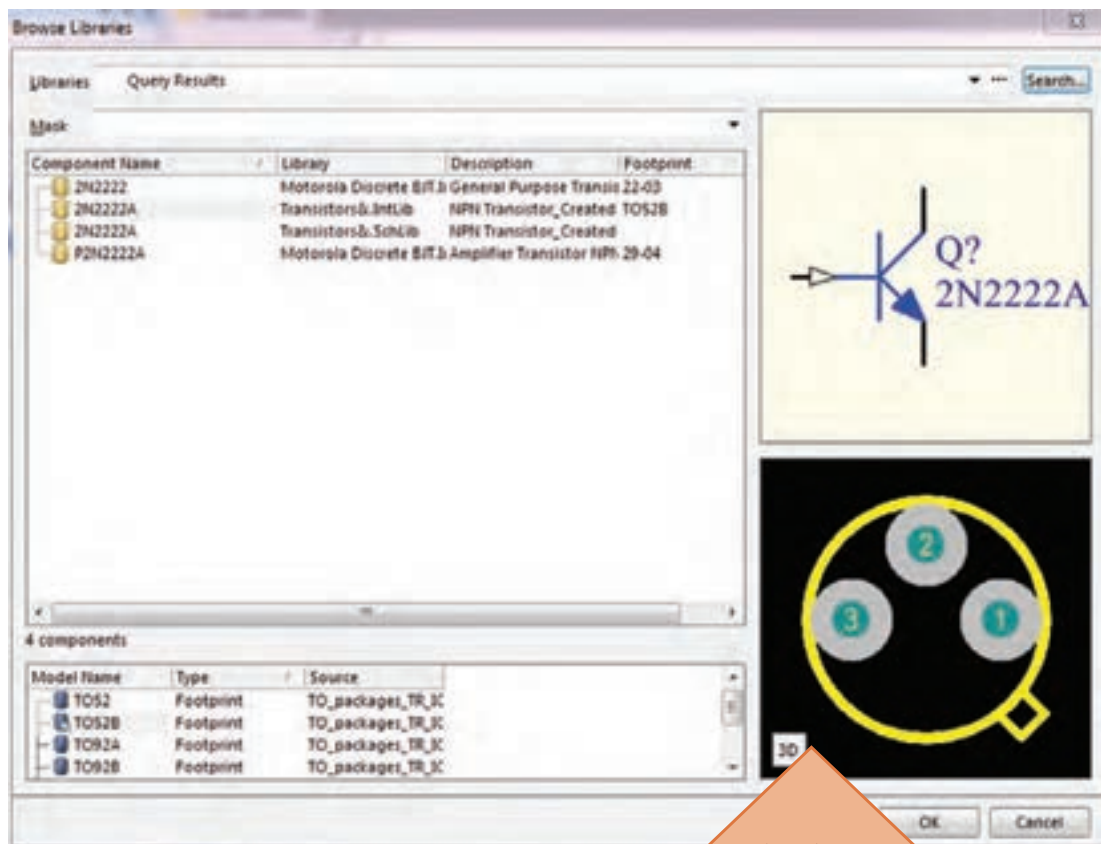 Browse Libraries
Libraries Query Results Search...
Mask
Component Name Library Description Footprint
2N2222 Motorola Discrete BJT.I General Purpose Transis 22-03
2N2222A Transistors&.IntLib NPN Transistor_Created TO52B
2N2222A Transistors&.SchLib NPN Transistor_Created
P2N2222A Motorola Discrete BJT.I Amplifier Transistor NPN 29-04
4 components
Model Name Type Source
TO52 Footprint TO_packages_TR_IC
TO52B Footprint TO_packages_TR_IC
TO92A Footprint TO_packages_TR_IC
TO92B Footprint TO_packages_TR_IC
Q?
2N2222A
2
3 1
3D
OK Cancel